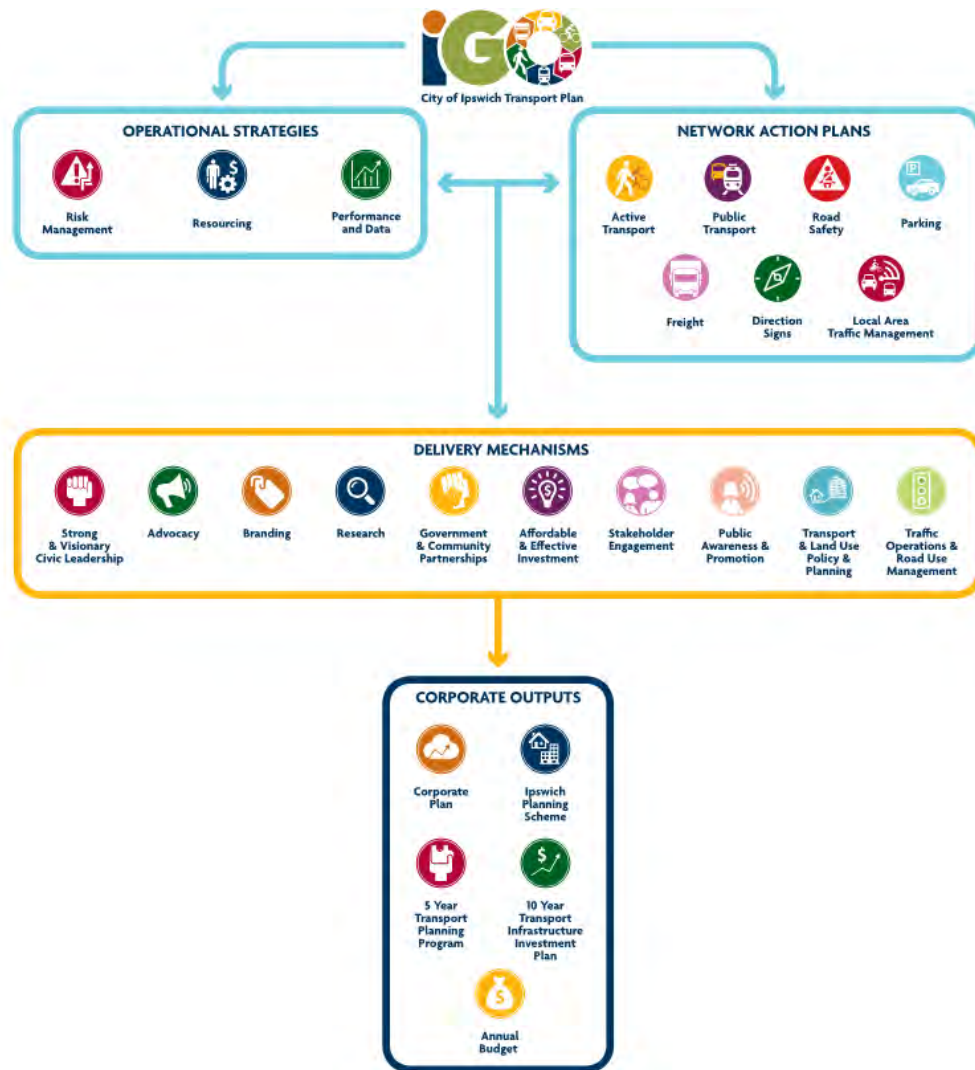 iGO
City of Ipswich Transport Plan
OPERATIONAL STRATEGIES
Risk
Management
Resourcing
Performance
and Data
NETWORK ACTION PLANS
Active
Transport
Public
Transport
Road
Safety
P
Parking
Freight
Direction
Signs
Local Area
Traffic Management
DELIVERY MECHANISMS
Strong
& Visionary
Civic Leadership
Advocacy
Branding
Research
Government
& Community
Partnerships
Affordable
& Effective
Investment
Stakeholder
Engagement
Public
Awareness &
Promotion
Transport
& Land Use
Policy &
Planning
Traffic
Operations &
Road Use
Management
CORPORATE OUTPUTS
Corporate
Plan
Ipswich
Planning
Scheme
5 Year
Transport
Planning
Program
10 Year
Transport
Infrastructure
Investment
Plan
Annual
Budget